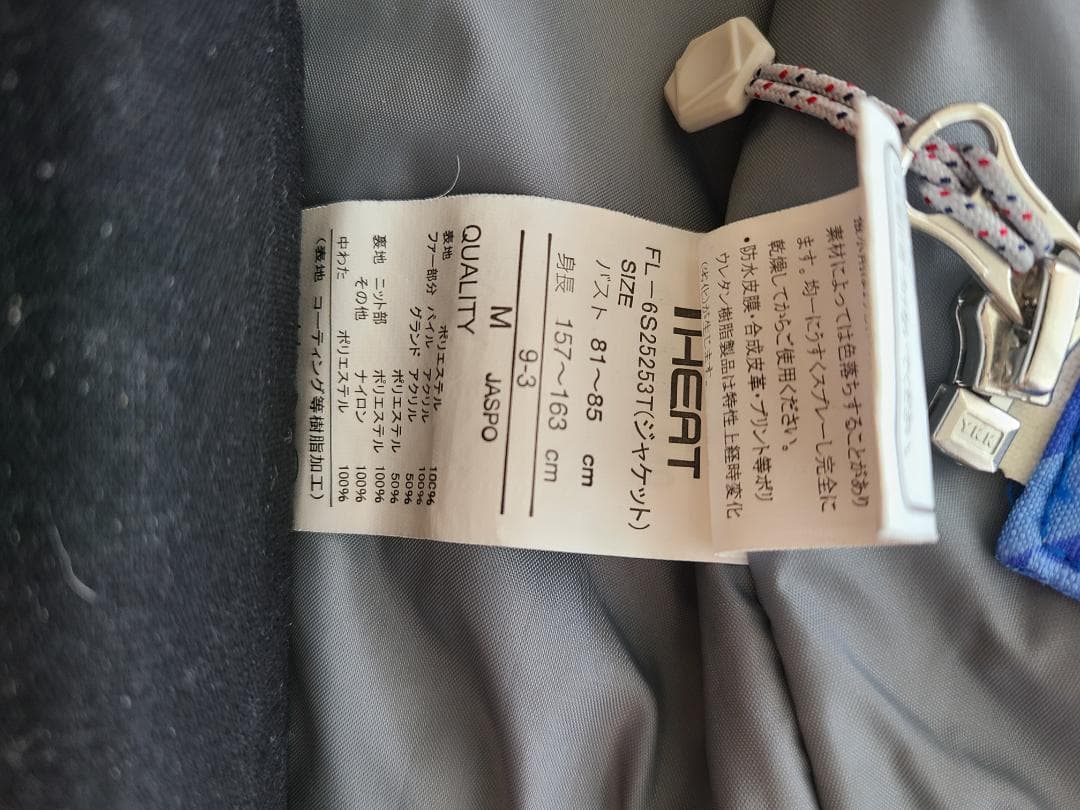 素材によっては色落ちすることがあり
ます。均一にうすくスプレーし完全に
乾燥してからご使用ください。
・防水皮膜・合成皮革・プリント等ポリ
ウレタン樹脂製品は特性上経時変化
THEAT
FL－6S25253T(ジャケット)
SIZE
バスト 81〜85 cm
身長 157〜163 cm
9-3
M JASPO
QUALITY
表地 ポリエステル 100%
ファー部分 パイル アクリル 100%
グランド アクリル 50%
ポリエステル 50%
裏地 ニット部 ポリエステル 100%
その他 ナイロン 100%
中わた ポリエステル 100%
(表地 コーティング等樹脂加工)
YKK